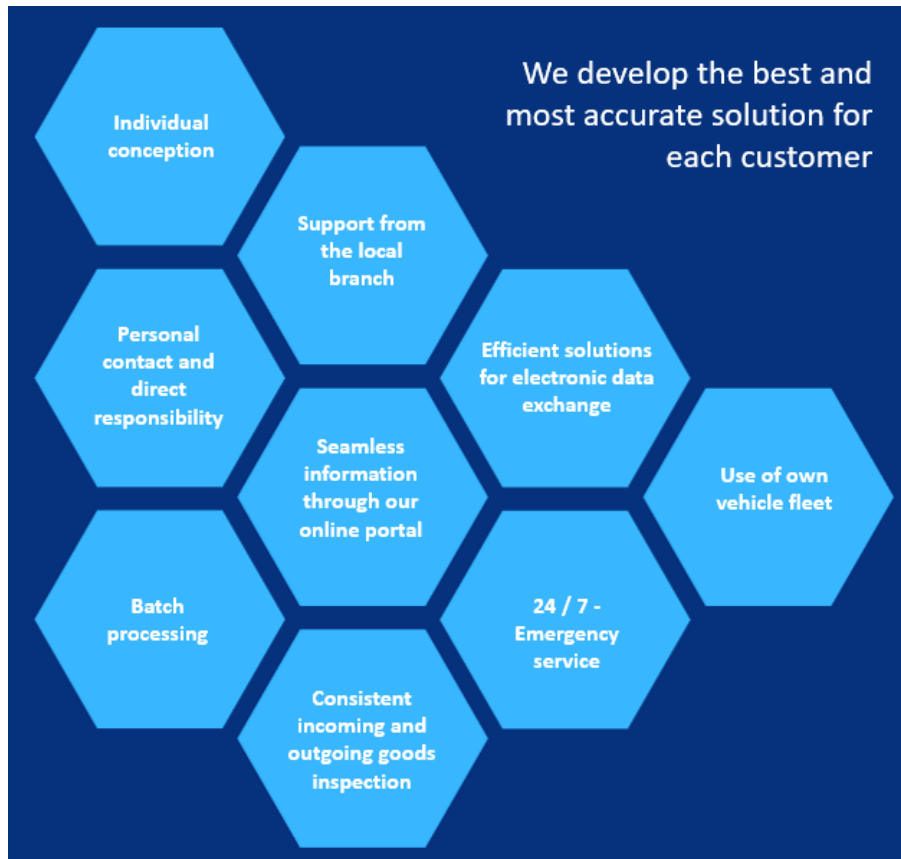 We develop the best and
most accurate solution for
each customer
Individual
conception
Support from
the local
branch
Personal
contact and
direct
responsibility
Efficient solutions
for electronic data
exchange
Seamless
information
through our
online portal
Use of own
vehicle fleet
Batch
processing
24 / 7 -
Emergency
service
Consistent
incoming and
outgoing goods
inspection